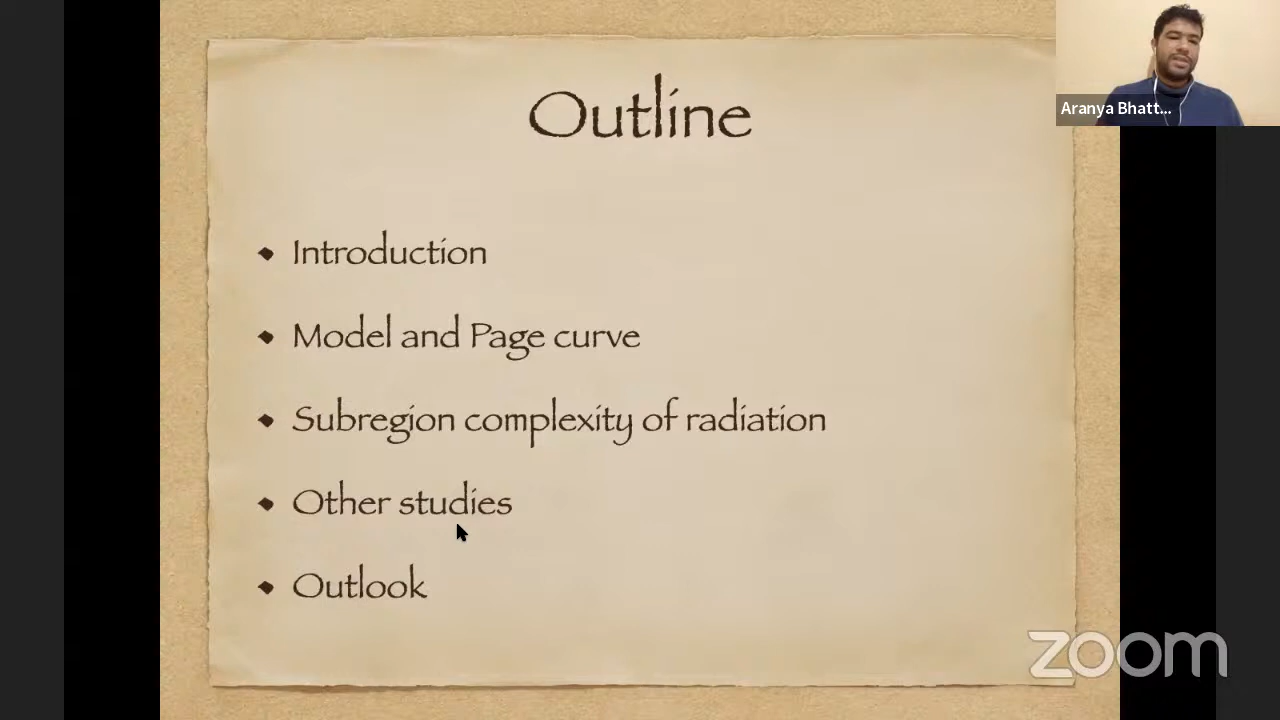 Outline
Aranya Bhatt...
• Introduction
• Model and Page curve
• Subregion complexity of radiation
• Other studies
• Outlook
zoom